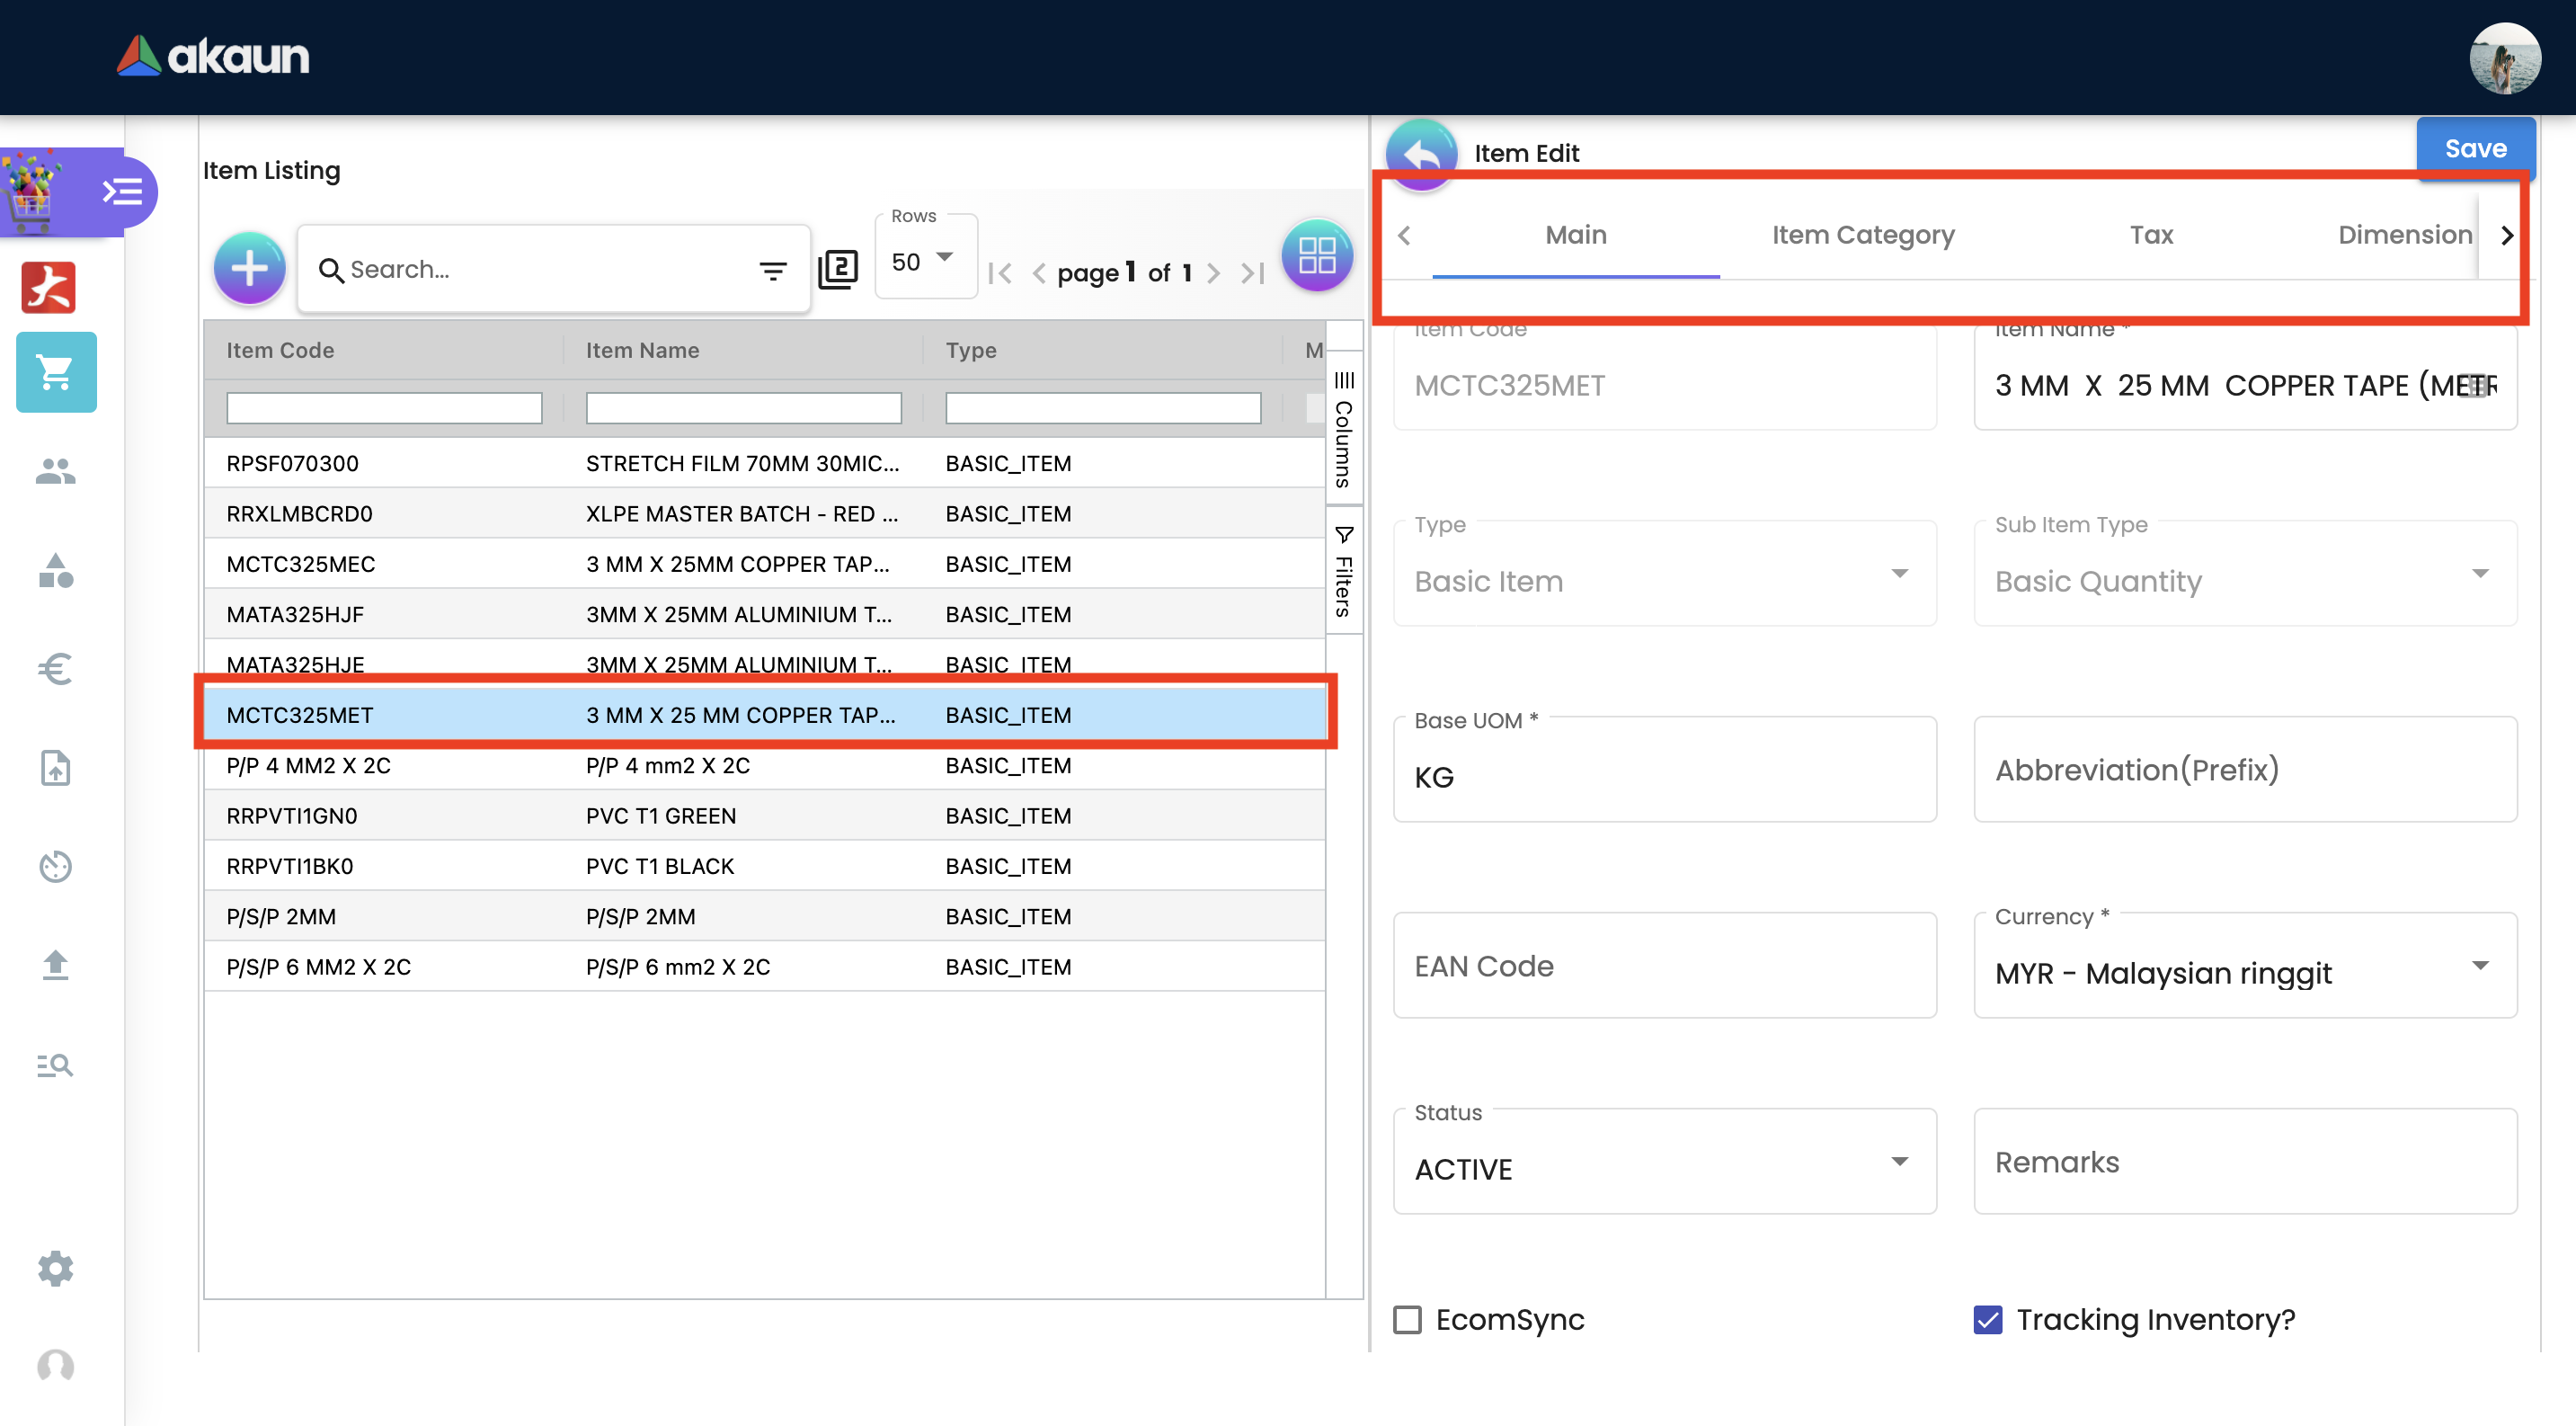 akaun
Item Listing
Search...
2
Rows
50
page 1 of 1
Item Code
Item Name
Type
M
RPSF070300
STRETCH FILM 70MM 30MIC...
BASIC_ITEM
RRXLMBCRD0
XLPE MASTER BATCH - RED ...
BASIC_ITEM
MCTC325MEC
3 MM X 25MM COPPER TAP...
BASIC_ITEM
MATA325HJF
3MM X 25MM ALUMINIUM T...
BASIC_ITEM
MATA325HJE
3MM X 25MM ALUMINIUM T...
BASIC_ITEM
MCTC325MET
3 MM X 25 MM COPPER TAP...
BASIC_ITEM
P/P 4 MM2 X 2C
P/P 4 mm2 X 2C
BASIC_ITEM
RRPVTI1GN0
PVC T1 GREEN
BASIC_ITEM
RRPVTI1BK0
PVC T1 BLACK
BASIC_ITEM
P/S/P 2MM
P/S/P 2MM
BASIC_ITEM
P/S/P 6 MM2 X 2C
P/S/P 6 mm2 X 2C
BASIC_ITEM
Columns
Filters
Item Edit
Save
Main
Item Category
Tax
Dimension
Item Code
MCTC325MET
Item Name *
3 MM X 25 MM COPPER TAPE (METR
Type
Basic Item
Sub Item Type
Basic Quantity
Base UOM *
KG
Abbreviation(Prefix)
EAN Code
Currency *
MYR - Malaysian ringgit
Status
ACTIVE
Remarks
EcomSync
Tracking Inventory?